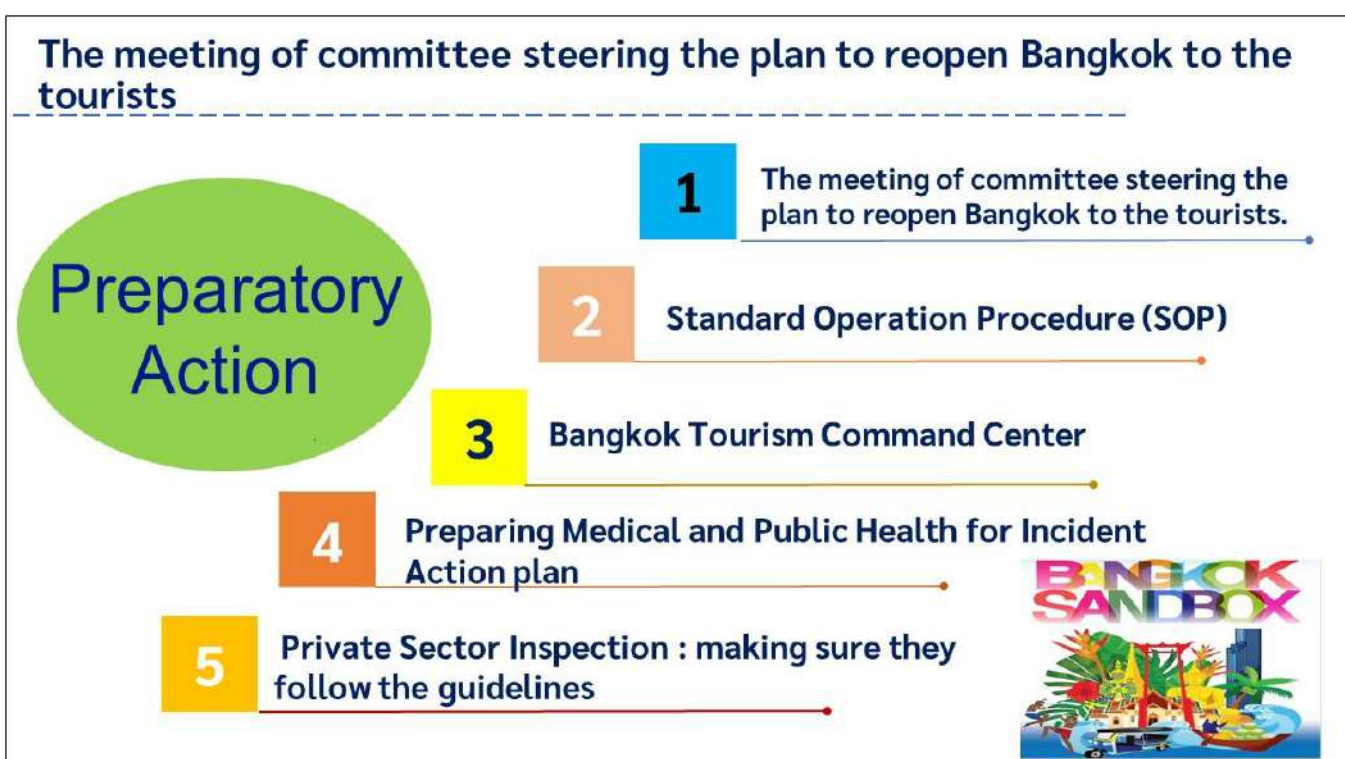 The meeting of committee steering the plan to reopen Bangkok to the
tourists
Preparatory
Action
1
The meeting of committee steering the
plan to reopen Bangkok to the tourists.
2
Standard Operation Procedure (SOP)
3
Bangkok Tourism Command Center
4
Preparing Medical and Public Health for Incident
Action plan
5
Private Sector Inspection : making sure they
follow the guidelines
BANGKOK
SANDBOX